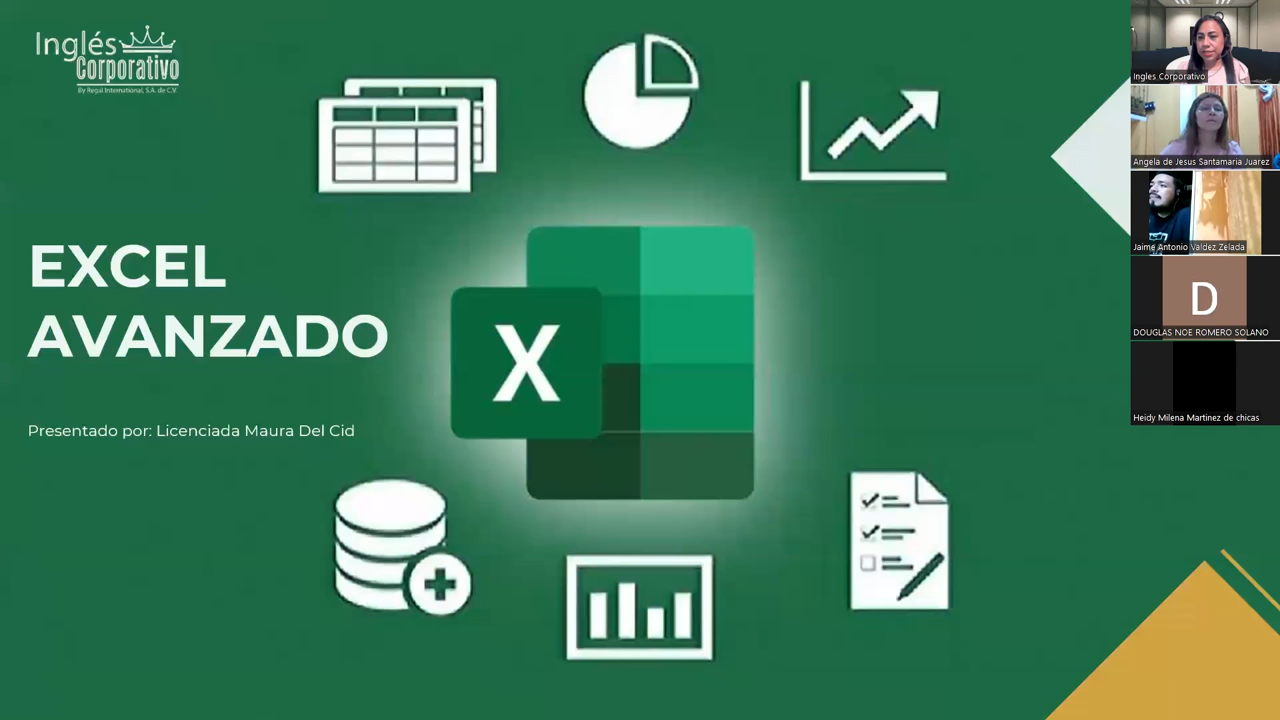 Inglés
Corporativo
By Regal International, S.A. de C.V.
EXCEL
AVANZADO
Presentado por: Licenciada Maura Del Cid
X
Ingles Corporativo
Angela de Jesus Santamaria Juarez
Jaime Antonio Valdez Zelada
D
DOUGLAS NOE ROMERO SOLANO
Heidy Milena Martinez de chicas